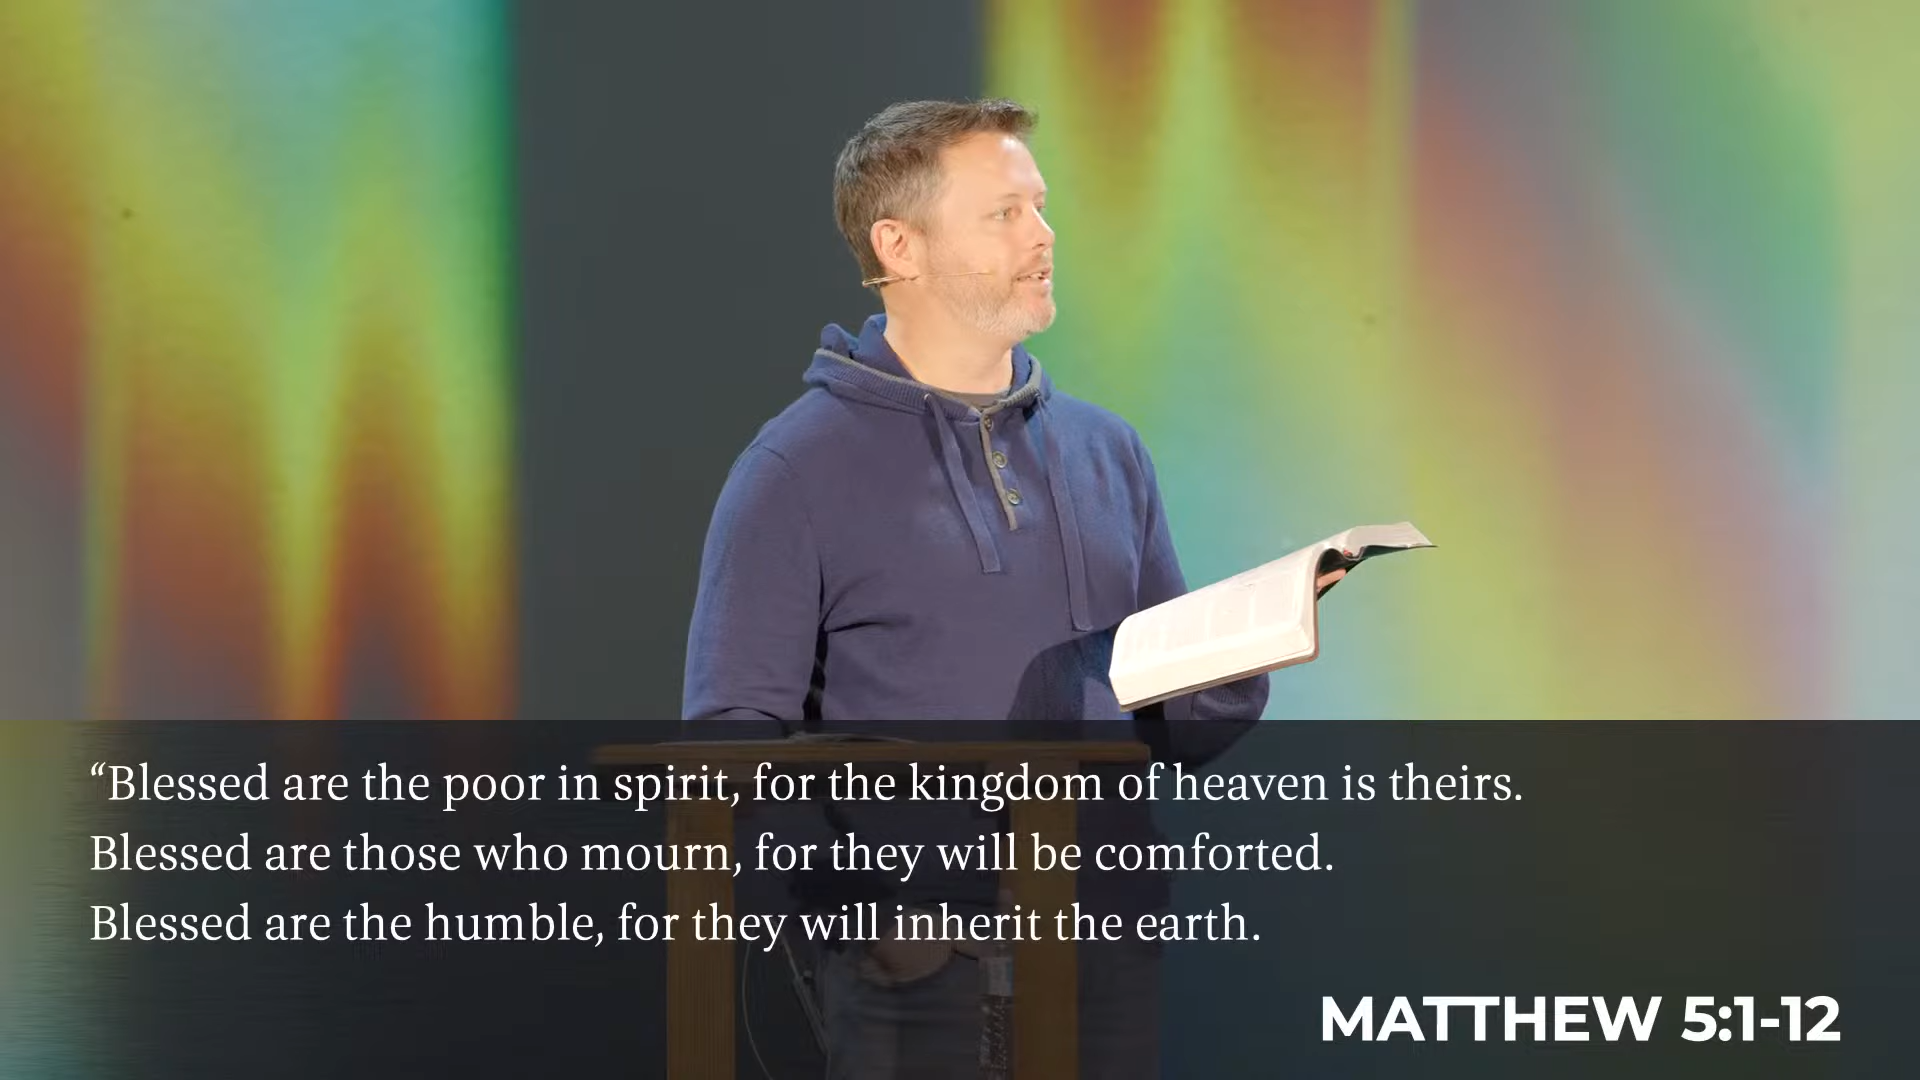 “Blessed are the poor in spirit, for the kingdom of heaven is theirs.
Blessed are those who mourn, for they will be comforted.
Blessed are the humble, for they will inherit the earth.
MATTHEW 5:1-12